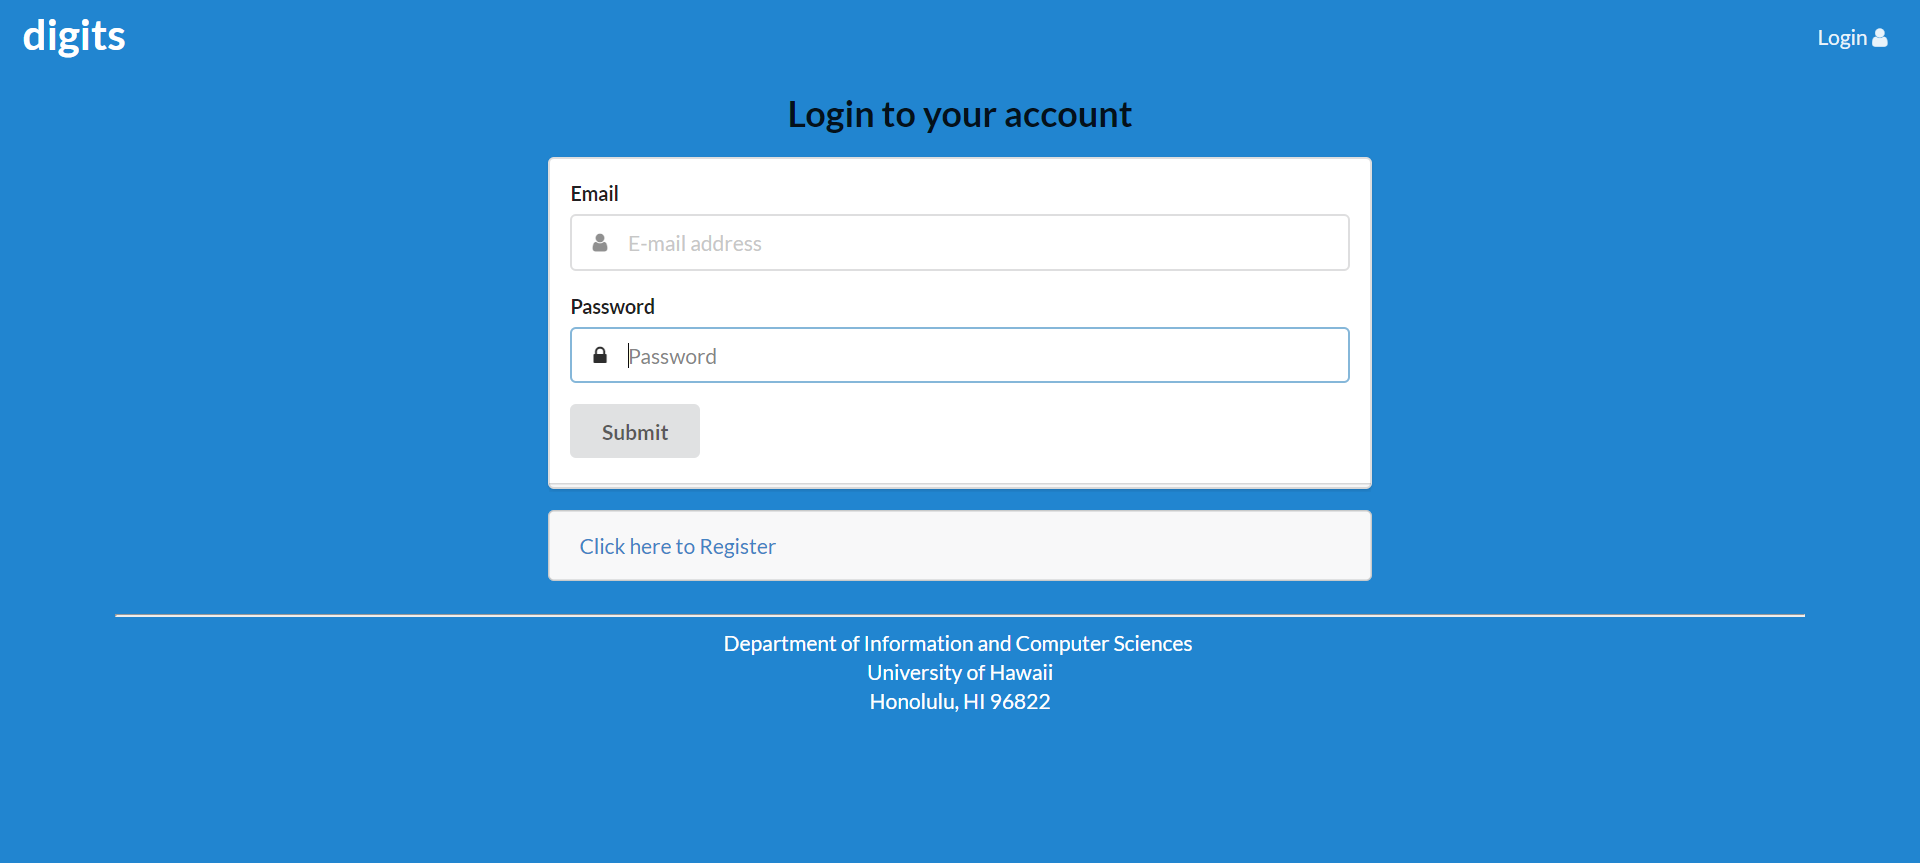 digits
Login
Login to your account
Email
E-mail address
Password
Password
Submit
Click here to Register
Department of Information and Computer Sciences
University of Hawaii
Honolulu, HI 96822